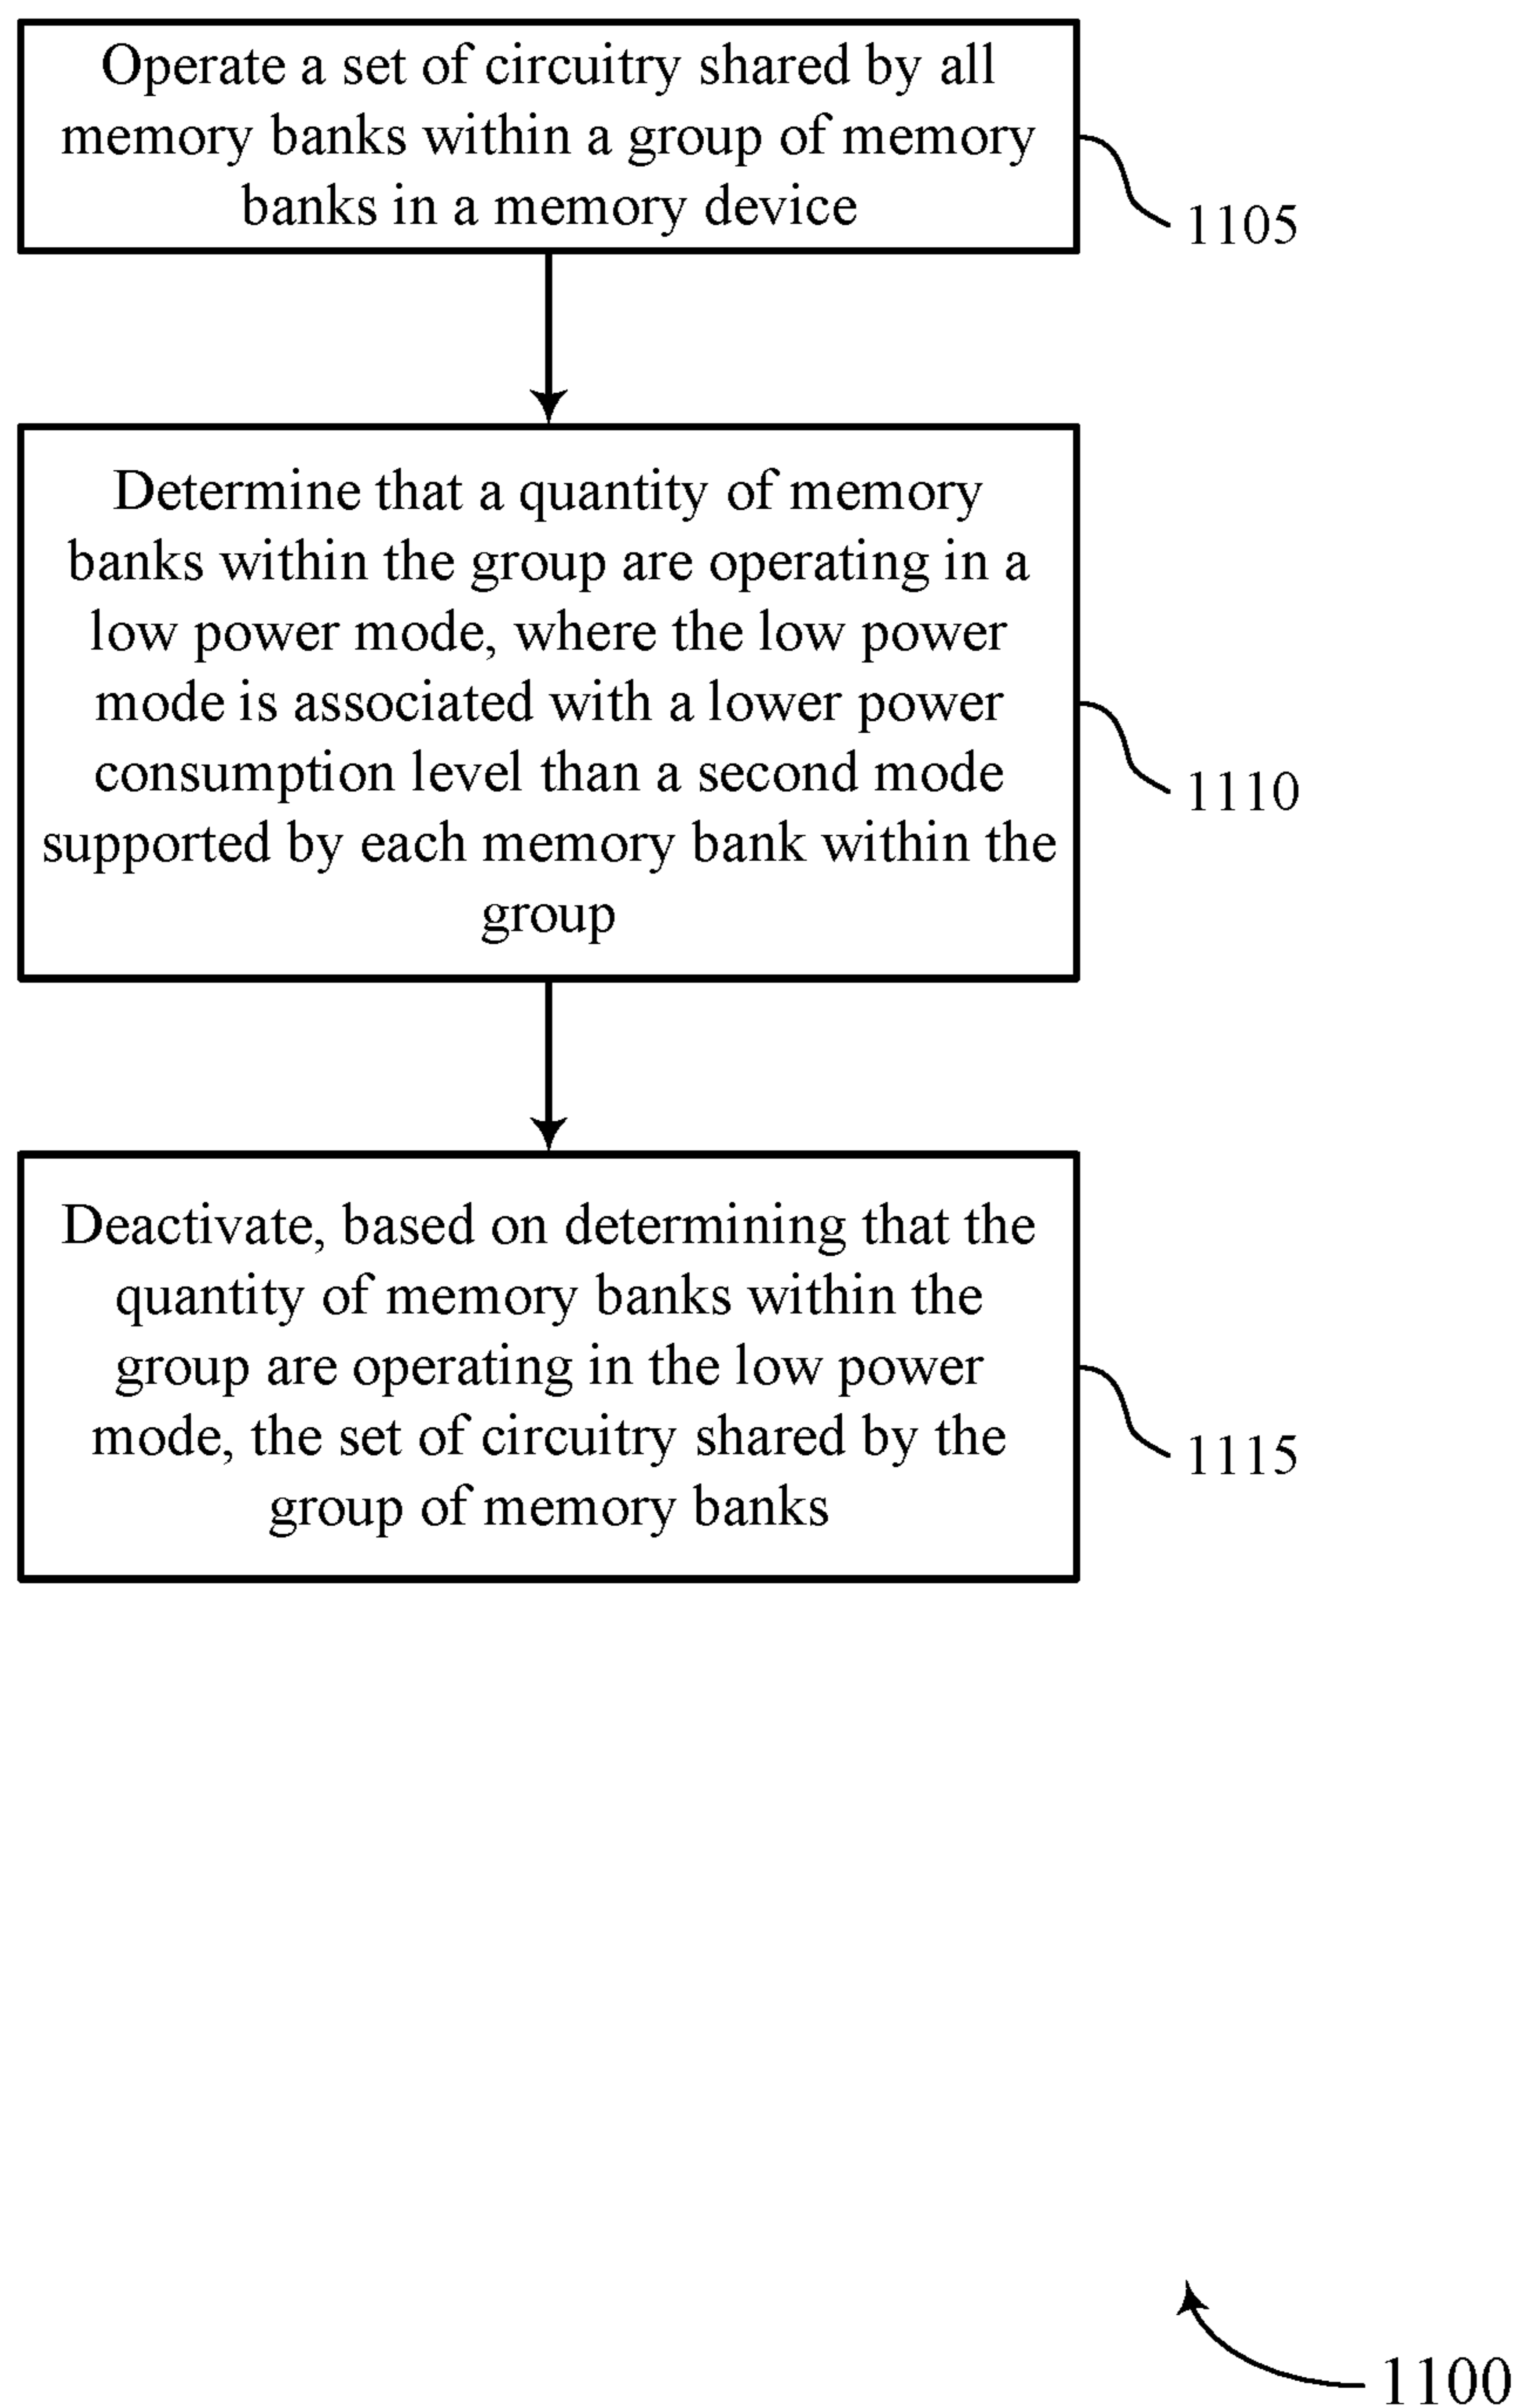 Operate a set of circuitry shared by all
memory banks within a group of memory
banks in a memory device
1105
Determine that a quantity of memory
banks within the group are operating in a
low power mode, where the low power
mode is associated with a lower power
consumption level than a second mode
supported by each memory bank within the
group
1110
Deactivate, based on determining that the
quantity of memory banks within the
group are operating in the low power
mode, the set of circuitry shared by the
group of memory banks
1115
1100